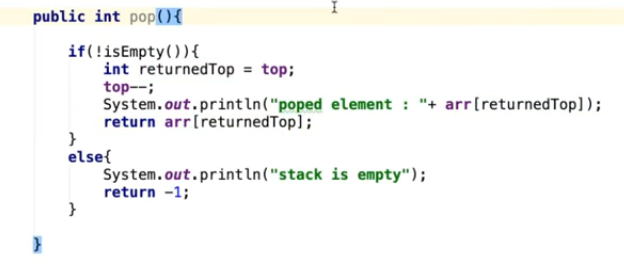 public int pop(){
if(!isEmpty()){
int returnedTop = top;
top--;
System.out.println("poped element : "+ arr[returnedTop]);
return arr[returnedTop];
}
else{
System.out.println("stack is empty");
return -1;
}
}